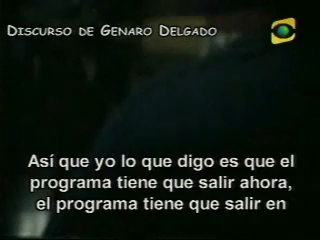 DISCURSO DE GENARO DELGADO
Así que yo lo que digo es que el
programa tiene que salir ahora,
el programa tiene que salir en